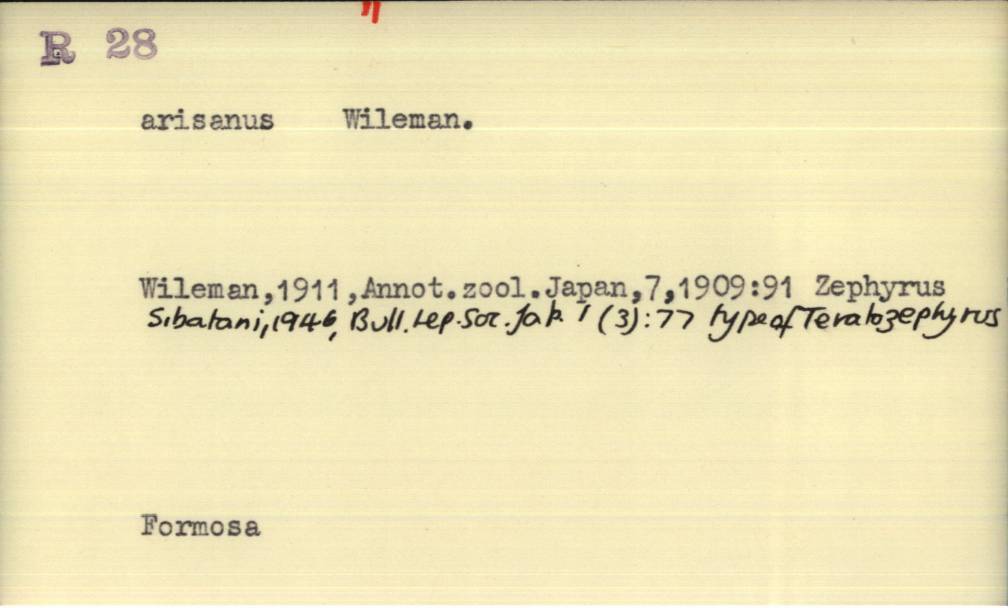 R 28
arisanus Wileman.
Wileman,1911,Annot.zool.Japan,7,1909:91 Zephyrus
Sibatani,1946, Bull.Lep.Soc.Jap. 1 (3):77 type of Teratozephyrus
Formosa